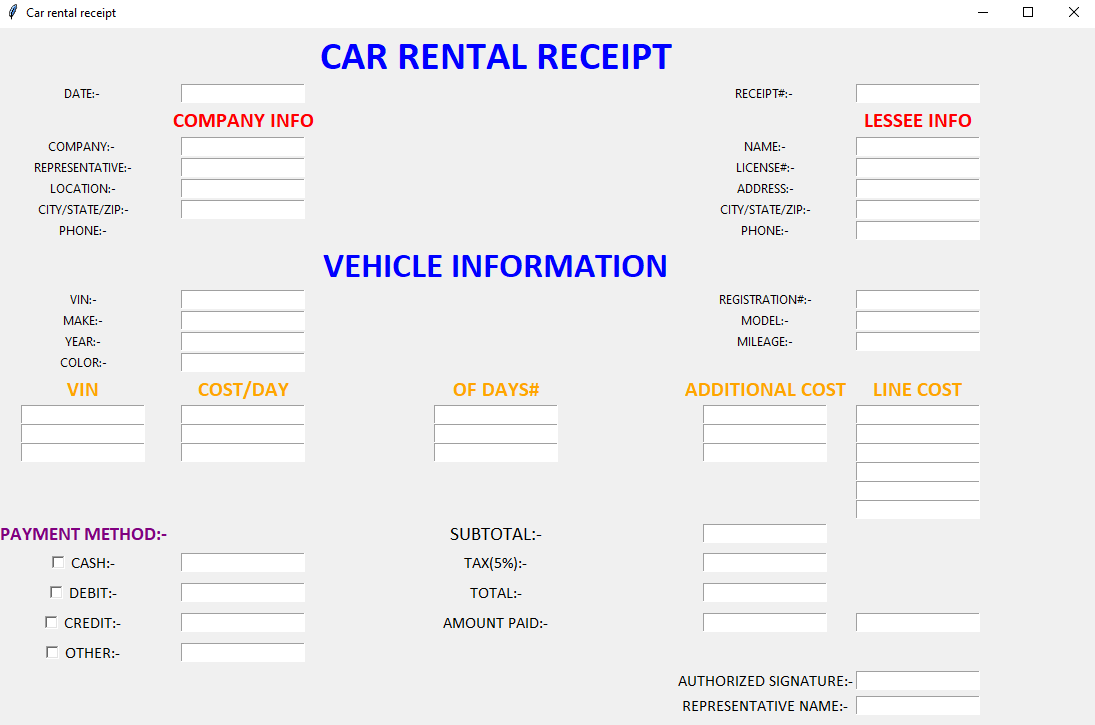 Car rental receipt
CAR RENTAL RECEIPT
DATE:- RECEIPT#:-
COMPANY INFO LESSEE INFO
COMPANY:- NAME:-
REPRESENTATIVE:- LICENSE#:-
LOCATION:- ADDRESS:-
CITY/STATE/ZIP:- CITY/STATE/ZIP:-
PHONE:- PHONE:-
VEHICLE INFORMATION
VIN:- REGISTRATION#:-
MAKE:- MODEL:-
YEAR:- MILEAGE:-
COLOR:-
VIN COST/DAY OF DAYS# ADDITIONAL COST LINE COST
PAYMENT METHOD:- SUBTOTAL:-
CASH:- TAX(5%):-
DEBIT:- TOTAL:-
CREDIT:- AMOUNT PAID:-
OTHER:-
AUTHORIZED SIGNATURE:-
REPRESENTATIVE NAME:-